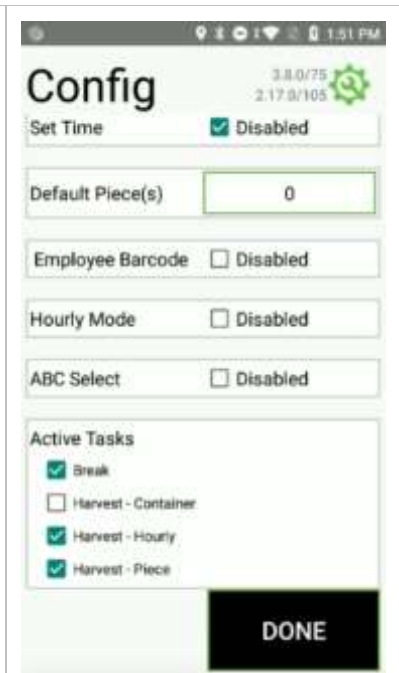 1:51 PM
Config
3.8.0/75
2.17.0/105
Set Time Disabled
Default Piece(s) 0
Employee Barcode Disabled
Hourly Mode Disabled
ABC Select Disabled
Active Tasks
Break
Harvest - Container
Harvest - Hourly
Harvest - Piece
DONE